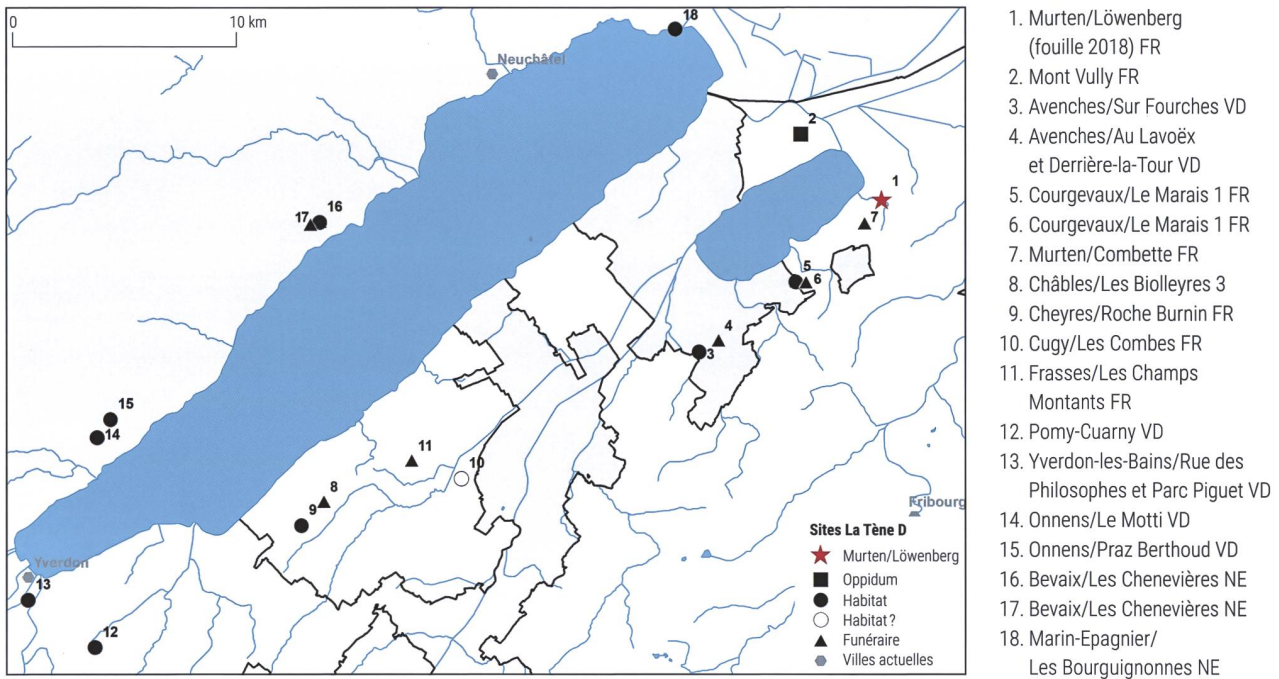 0
10 km
18
Neuchâtel
2
1
17
16
7
5
6
4
3
15
14
11
10
8
9
Fribourg
Yverdon
13
12
Sites La Tène D
Murten/Löwenberg
Oppidum
Habitat
Habitat ?
Funéraire
Villes actuelles
1. Murten/Löwenberg
(fouille 2018) FR
2. Mont Vully FR
3. Avenches/Sur Fourches VD
4. Avenches/Au Lavoëx
et Derrière-la-Tour VD
5. Courgevaux/Le Marais 1 FR
6. Courgevaux/Le Marais 1 FR
7. Murten/Combette FR
8. Châbles/Les Biolleyres 3
9. Cheyres/Roche Burnin FR
10. Cugy/Les Combes FR
11. Frasses/Les Champs
Montants FR
12. Pomy-Cuarny VD
13. Yverdon-les-Bains/Rue des
Philosophes et Parc Piguet VD
14. Onnens/Le Motti VD
15. Onnens/Praz Berthoud VD
16. Bevaix/Les Chenevières NE
17. Bevaix/Les Chenevières NE
18. Marin-Epagnier/
Les Bourguignonnes NE